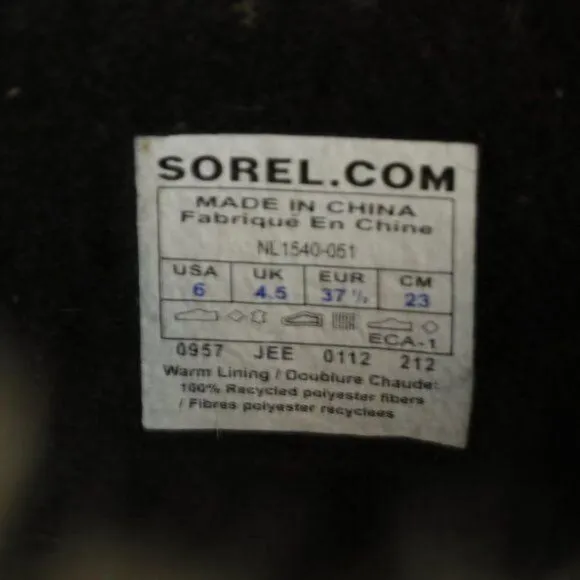 SOREL.COM
MADE IN CHINA
Fabriqué En Chine
NL1540-051
USA UK EUR CM
6 4.5 37 ½ 23
ECA-1
0957 JEE 0112 212
Warm Lining / Doublure Chaude:
100% Recycled polyester fibers
/ Fibres polyester recyclees